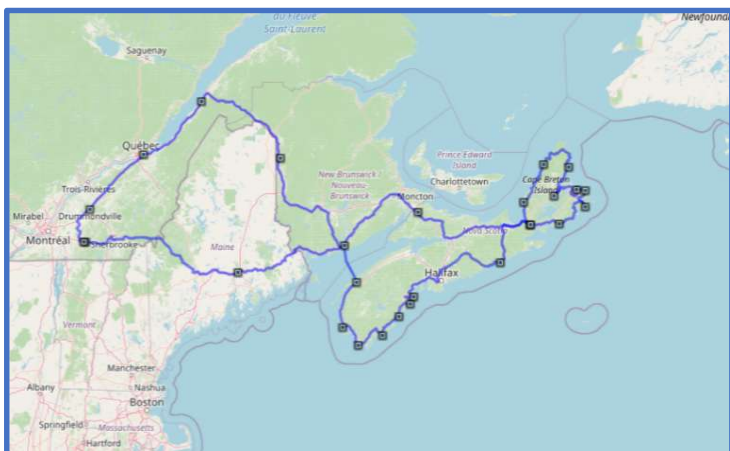 du Fleuve
Saint-Laurent
Newfound
Saguenay
Québec
Trois-Rivières
Prince Edward
Island
Charlottetown
Cape Breton
Island
New Brunswick
Nouveau-
Brunswick
Moncton
Mirabel
Drummondville
Montréal
Sherbrooke
Maine
Nova Scotia
Halifax
Vermont
Manchester
Nashua
Albany
Boston
Springfield
Massachusetts
Hartford